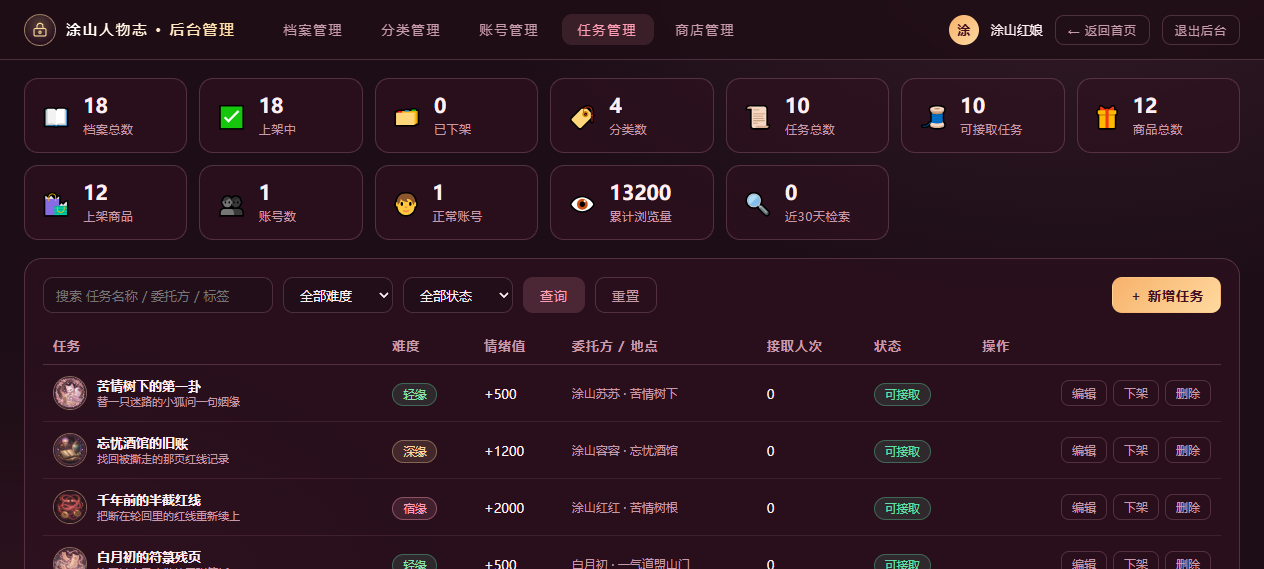 涂山人物志 • 后台管理
档案管理
分类管理
账号管理
任务管理
商店管理
涂
涂山红娘
← 返回首页
退出后台
18
档案总数
18
上架中
0
已下架
4
分类数
10
任务总数
10
可接取任务
12
商品总数
12
上架商品
1
账号数
1
正常账号
13200
累计浏览量
0
近30天检索
搜索 任务名称 / 委托方 / 标签
全部难度
全部状态
查询
重置
+ 新增任务
任务 难度 情绪值 委托方 / 地点 接取人次 状态 操作
苦情树下的第一卦
替一只迷路的小狐问一句姻缘
轻缘 +500 涂山苏苏 · 苦情树下 0 可接取 编辑 下架 删除
忘忧酒馆的旧账
找回被撕走的那页红线记录
深缘 +1200 涂山容容 · 忘忧酒馆 0 可接取 编辑 下架 删除
千年前的半截红线
把断在轮回里的红线重新续上
宿缘 +2000 涂山红红 · 苦情树根 0 可接取 编辑 下架 删除
白月初的符箓残页
轻缘 +500 白月初 · 一气道盟山门 0 可接取 编辑 下架 删除